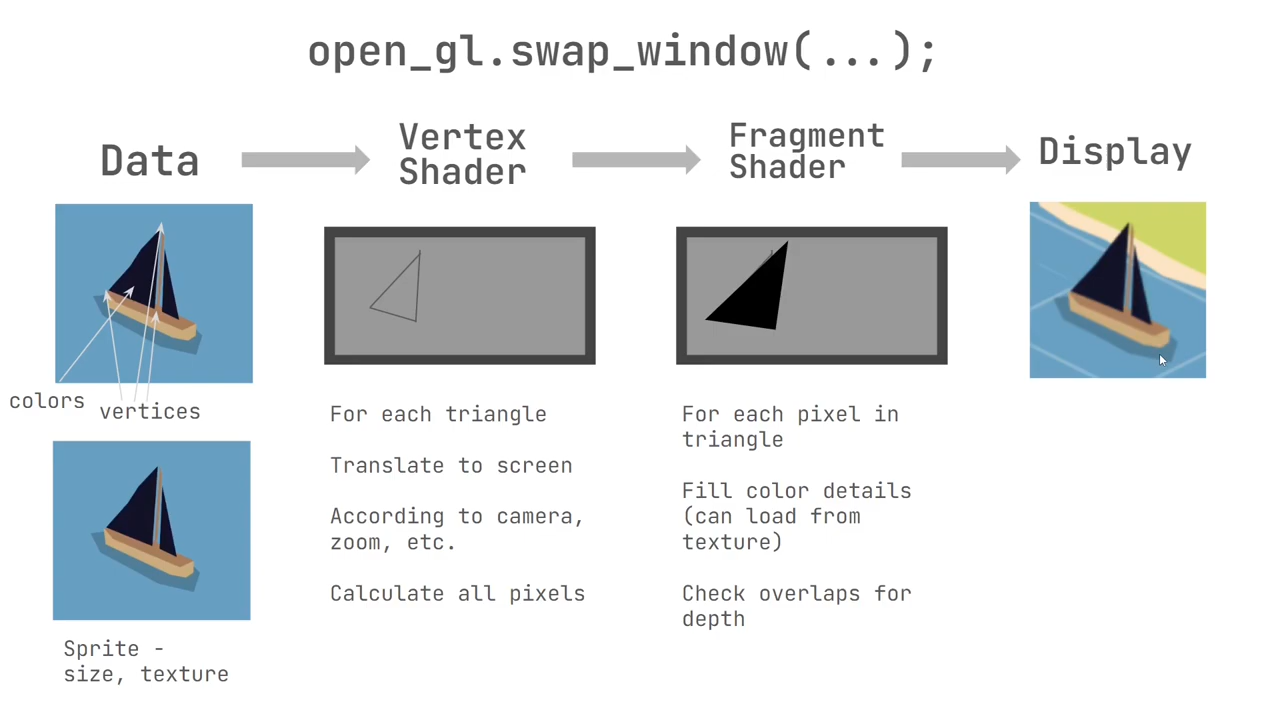 open_gl.swap_window(...);
Data
Vertex
Shader
Fragment
Shader
Display
colors
vertices
Sprite -
size, texture
For each triangle
Translate to screen
According to camera,
zoom, etc.
Calculate all pixels
For each pixel in
triangle
Fill color details
(can load from
texture)
Check overlaps for
depth